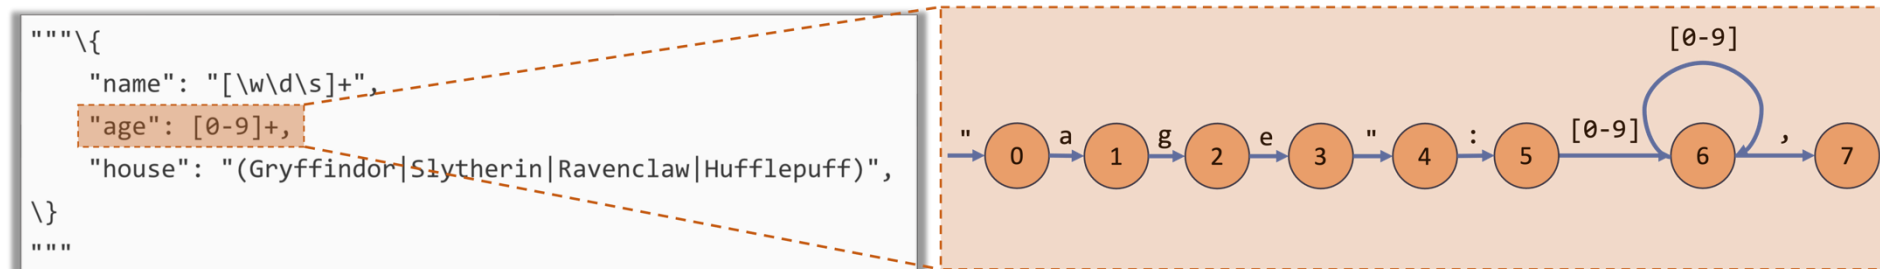 """\{
"name": "[\w\d\s]+",
"age": [0-9]+,
"house": "(Gryffindor|Slytherin|Ravenclaw|Hufflepuff)",
\}
"""
[0-9]
" a g e " : [0-9] ,
0 1 2 3 4 5 6 7